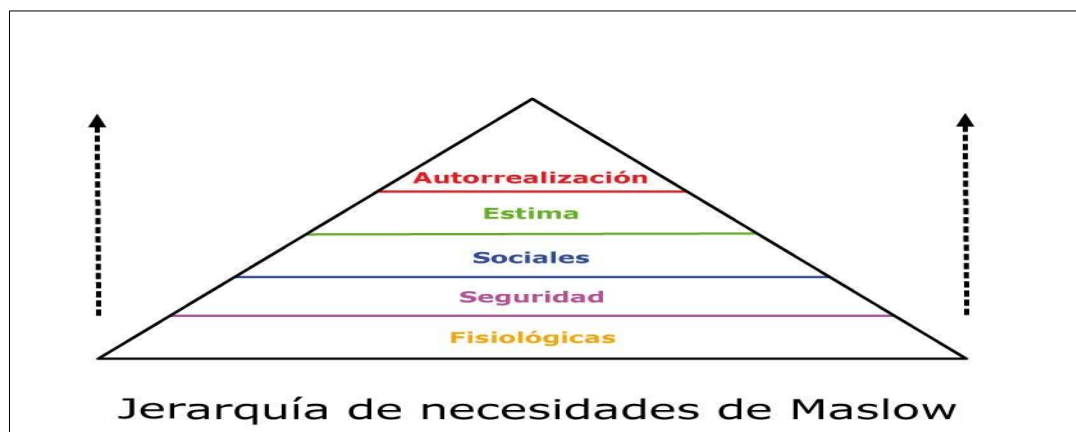 Autorrealización
Estima
Sociales
Seguridad
Fisiológicas
Jerarquía de necesidades de Maslow